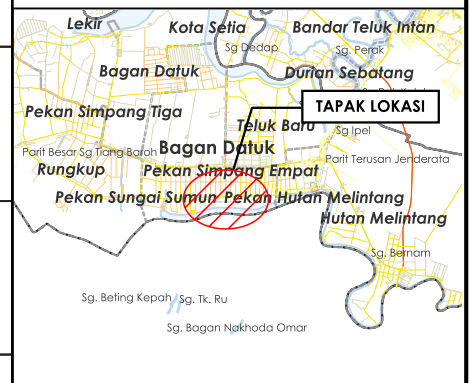 Lekir
Kota Setia
Bandar Teluk Intan
Sg Dedap
Sg. Perak
Bagan Datuk
Durian Sebatang
TAPAK LOKASI
Pekan Simpang Tiga
Teluk Baru
Sg Ipel
Parit Besar Sg Tiang Baroh
Bagan Datuk
Parit Terusan Jenderata
Rungkup
Pekan Simpang Empat
Pekan Sungai Sumun
Pekan Hutan Melintang
Hutan Melintang
Sg. Bernam
Sg. Beting Kepah
Sg. Tk. Ru
Sg. Bagan Nakhoda Omar